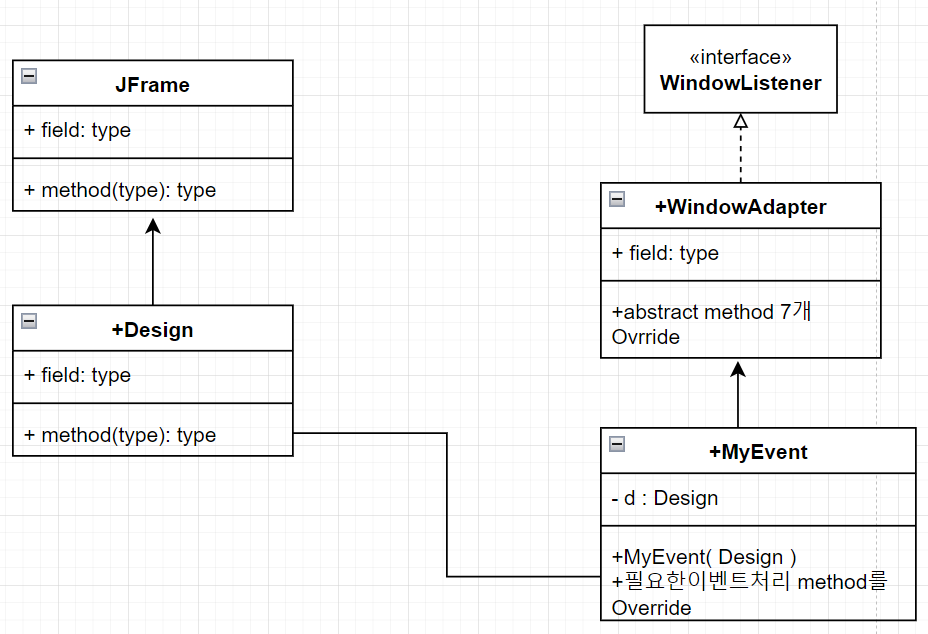 JFrame
+ field: type
+ method(type): type
+Design
+ field: type
+ method(type): type
«interface»
WindowListener
+WindowAdapter
+ field: type
+abstract method 7개
Ovrride
+MyEvent
- d : Design
+MyEvent( Design )
+필요한이벤트처리 method를
Override